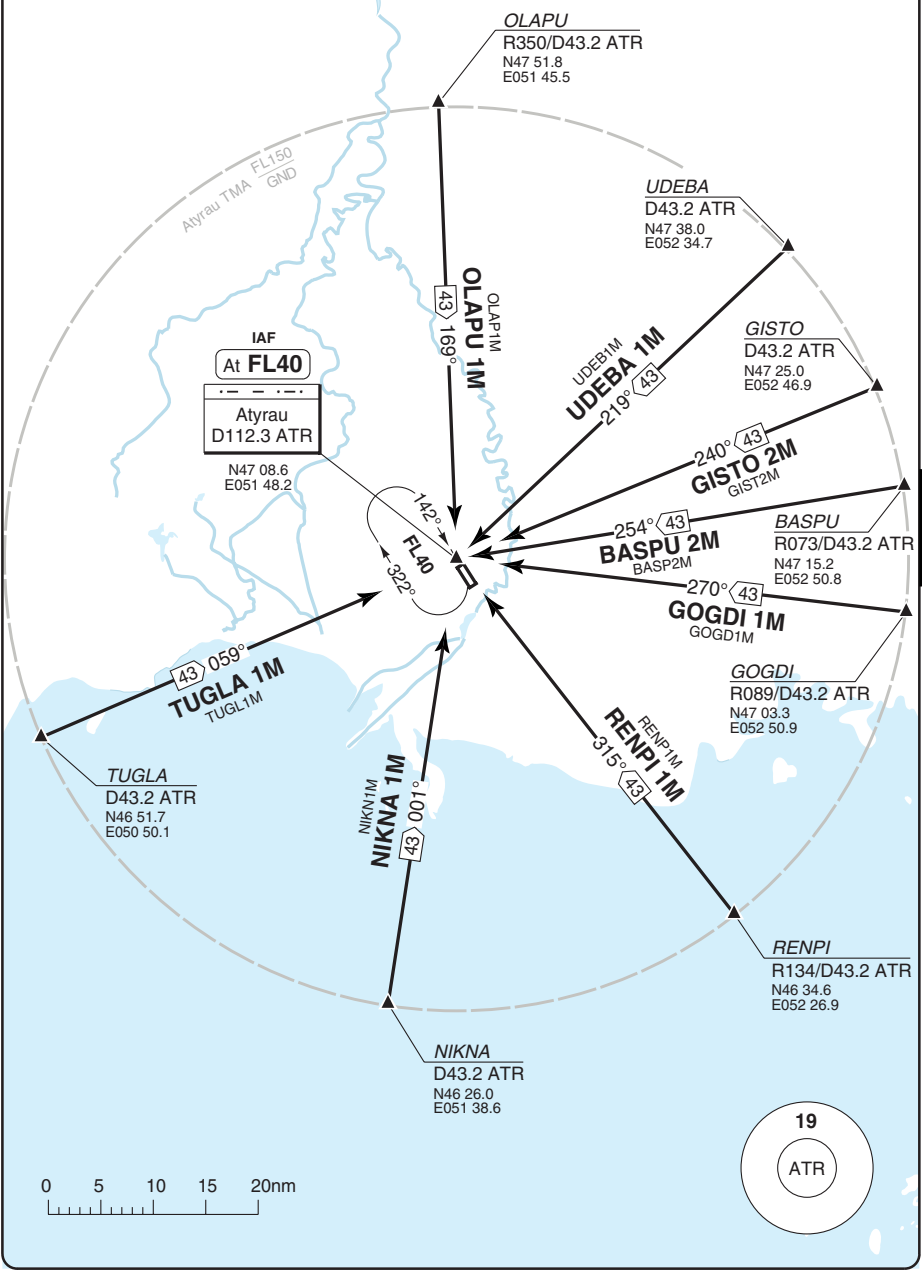 OLAPU
R350/D43.2 ATR
N47 51.8
E051 45.5
Atyrau TMA FL150
GND
UDEBA
D43.2 ATR
N47 38.0
E052 34.7
OLAP1M
OLAPU 1M
43 169°
UDEB1M
UDEBA 1M
219° 43
GISTO
D43.2 ATR
N47 25.0
E052 46.9
IAF
At FL40
Atyrau
D112.3 ATR
N47 08.6
E051 48.2
240° 43
GISTO 2M
GIST2M
142°
FL40
322°
254° 43
BASPU 2M
BASP2M
BASPU
R073/D43.2 ATR
N47 15.2
E052 50.8
270° 43
GOGDI 1M
GOGD1M
GOGDI
R089/D43.2 ATR
N47 03.3
E052 50.9
43 059°
TUGLA 1M
TUGL1M
TUGLA
D43.2 ATR
N46 51.7
E050 50.1
NIKN1M
NIKNA 1M
43 001°
RENP1M
RENPI 1M
315° 43
RENPI
R134/D43.2 ATR
N46 34.6
E052 26.9
NIKNA
D43.2 ATR
N46 26.0
E051 38.6
19
ATR
0 5 10 15 20nm